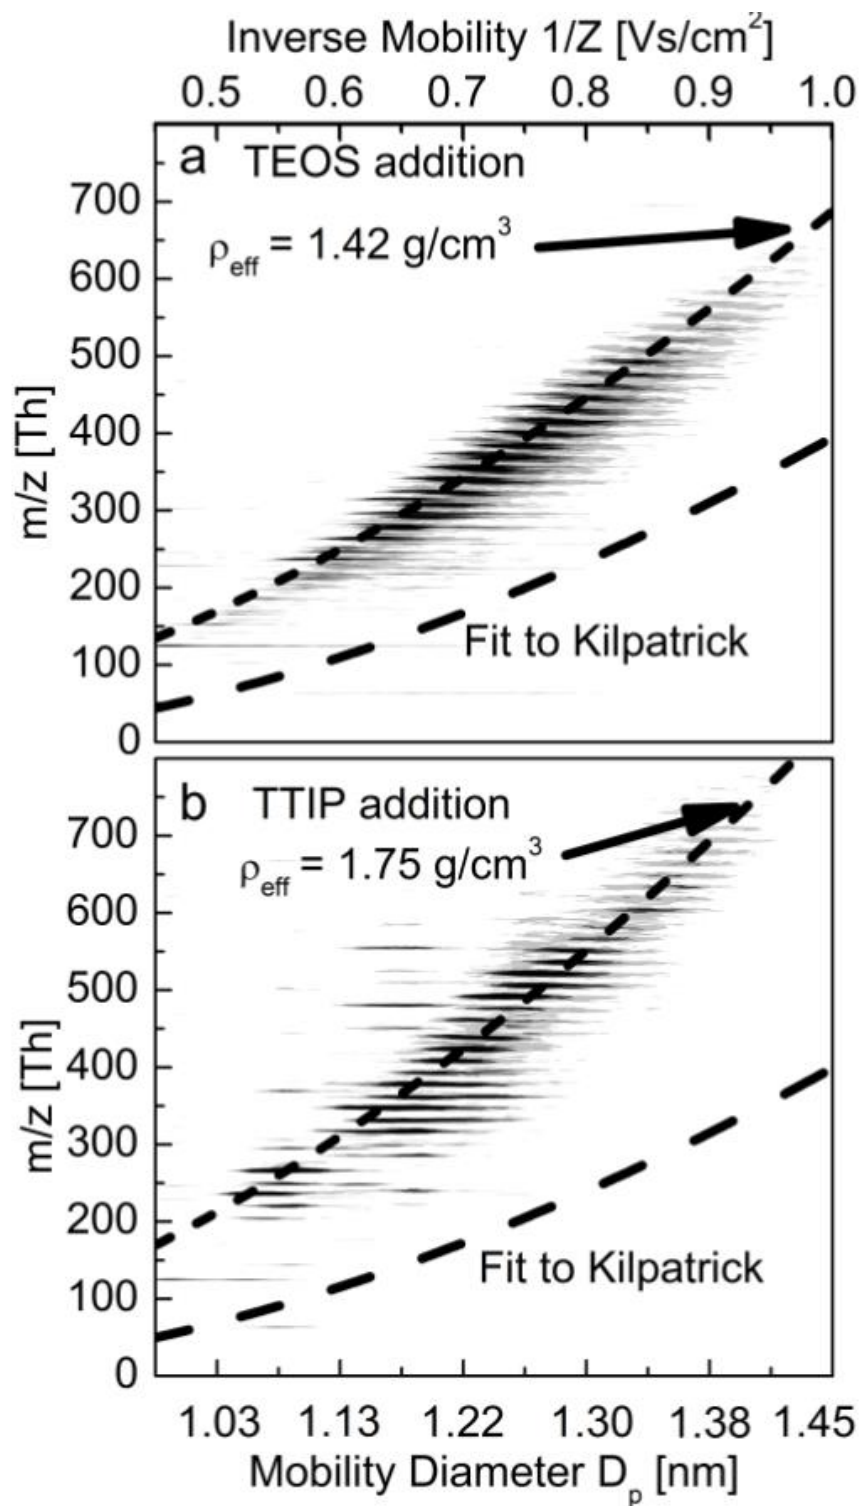 Inverse Mobility 1/Z [Vs/cm²]
0.5 0.6 0.7 0.8 0.9 1.0
a TEOS addition
ρeff = 1.42 g/cm³
700
600
500
400
300
200
100
0
m/z [Th]
Fit to Kilpatrick
b TTIP addition
ρeff = 1.75 g/cm³
700
600
500
400
300
200
100
0
m/z [Th]
Fit to Kilpatrick
1.03 1.13 1.22 1.30 1.38 1.45
Mobility Diameter Dp [nm]